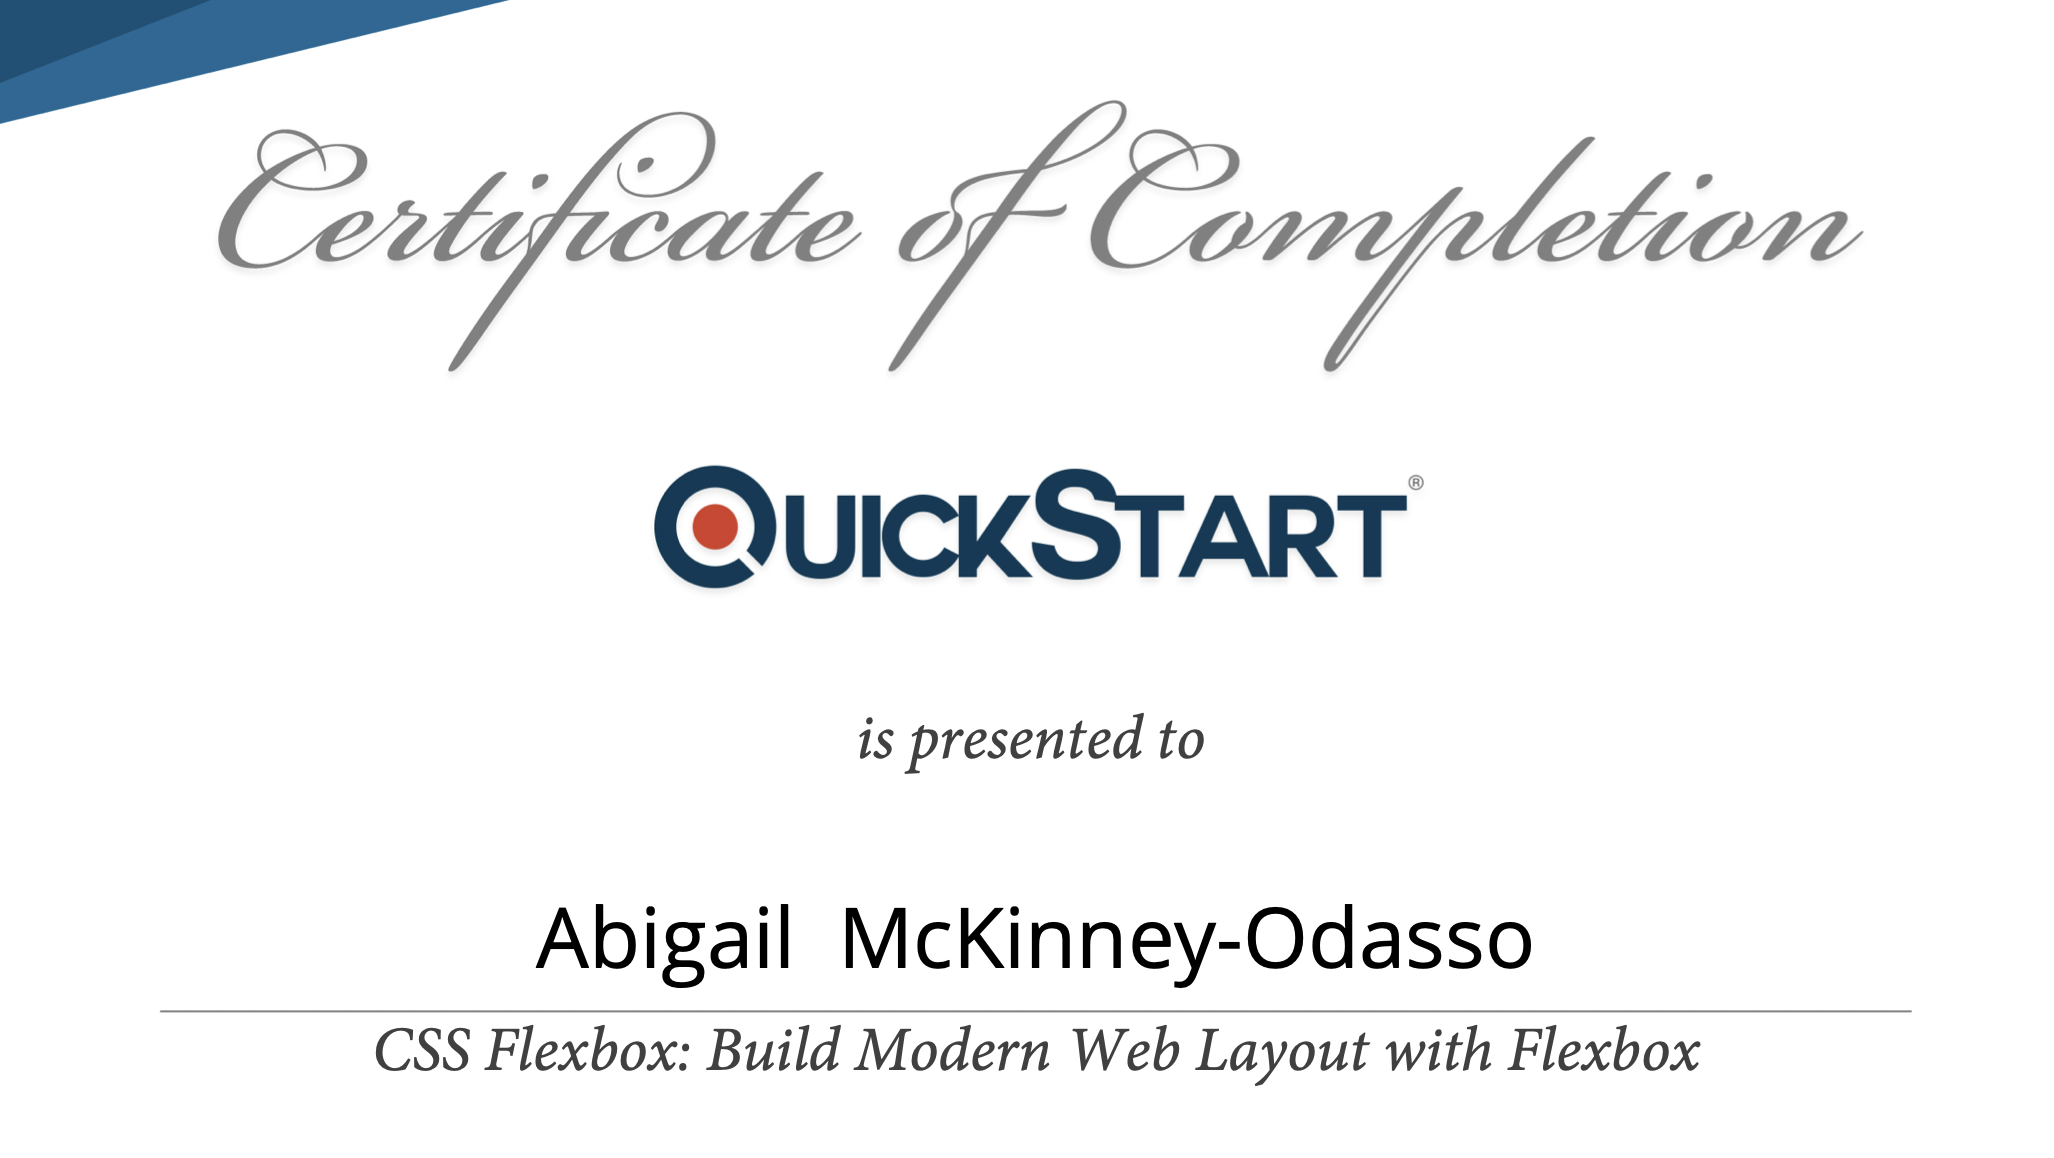 Certificate of Completion
QUICKSTART®
is presented to
Abigail McKinney-Odasso
CSS Flexbox: Build Modern Web Layout with Flexbox